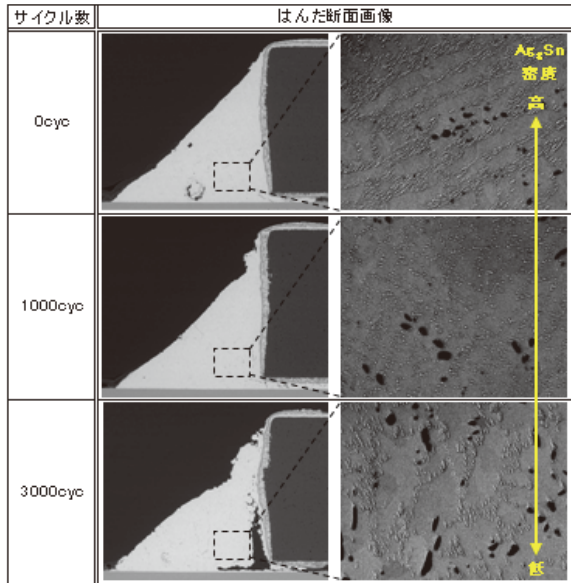 サイクル数
はんだ断面画像
0cyc
Ag₃Sn
密度
高
1000cyc
3000cyc
低